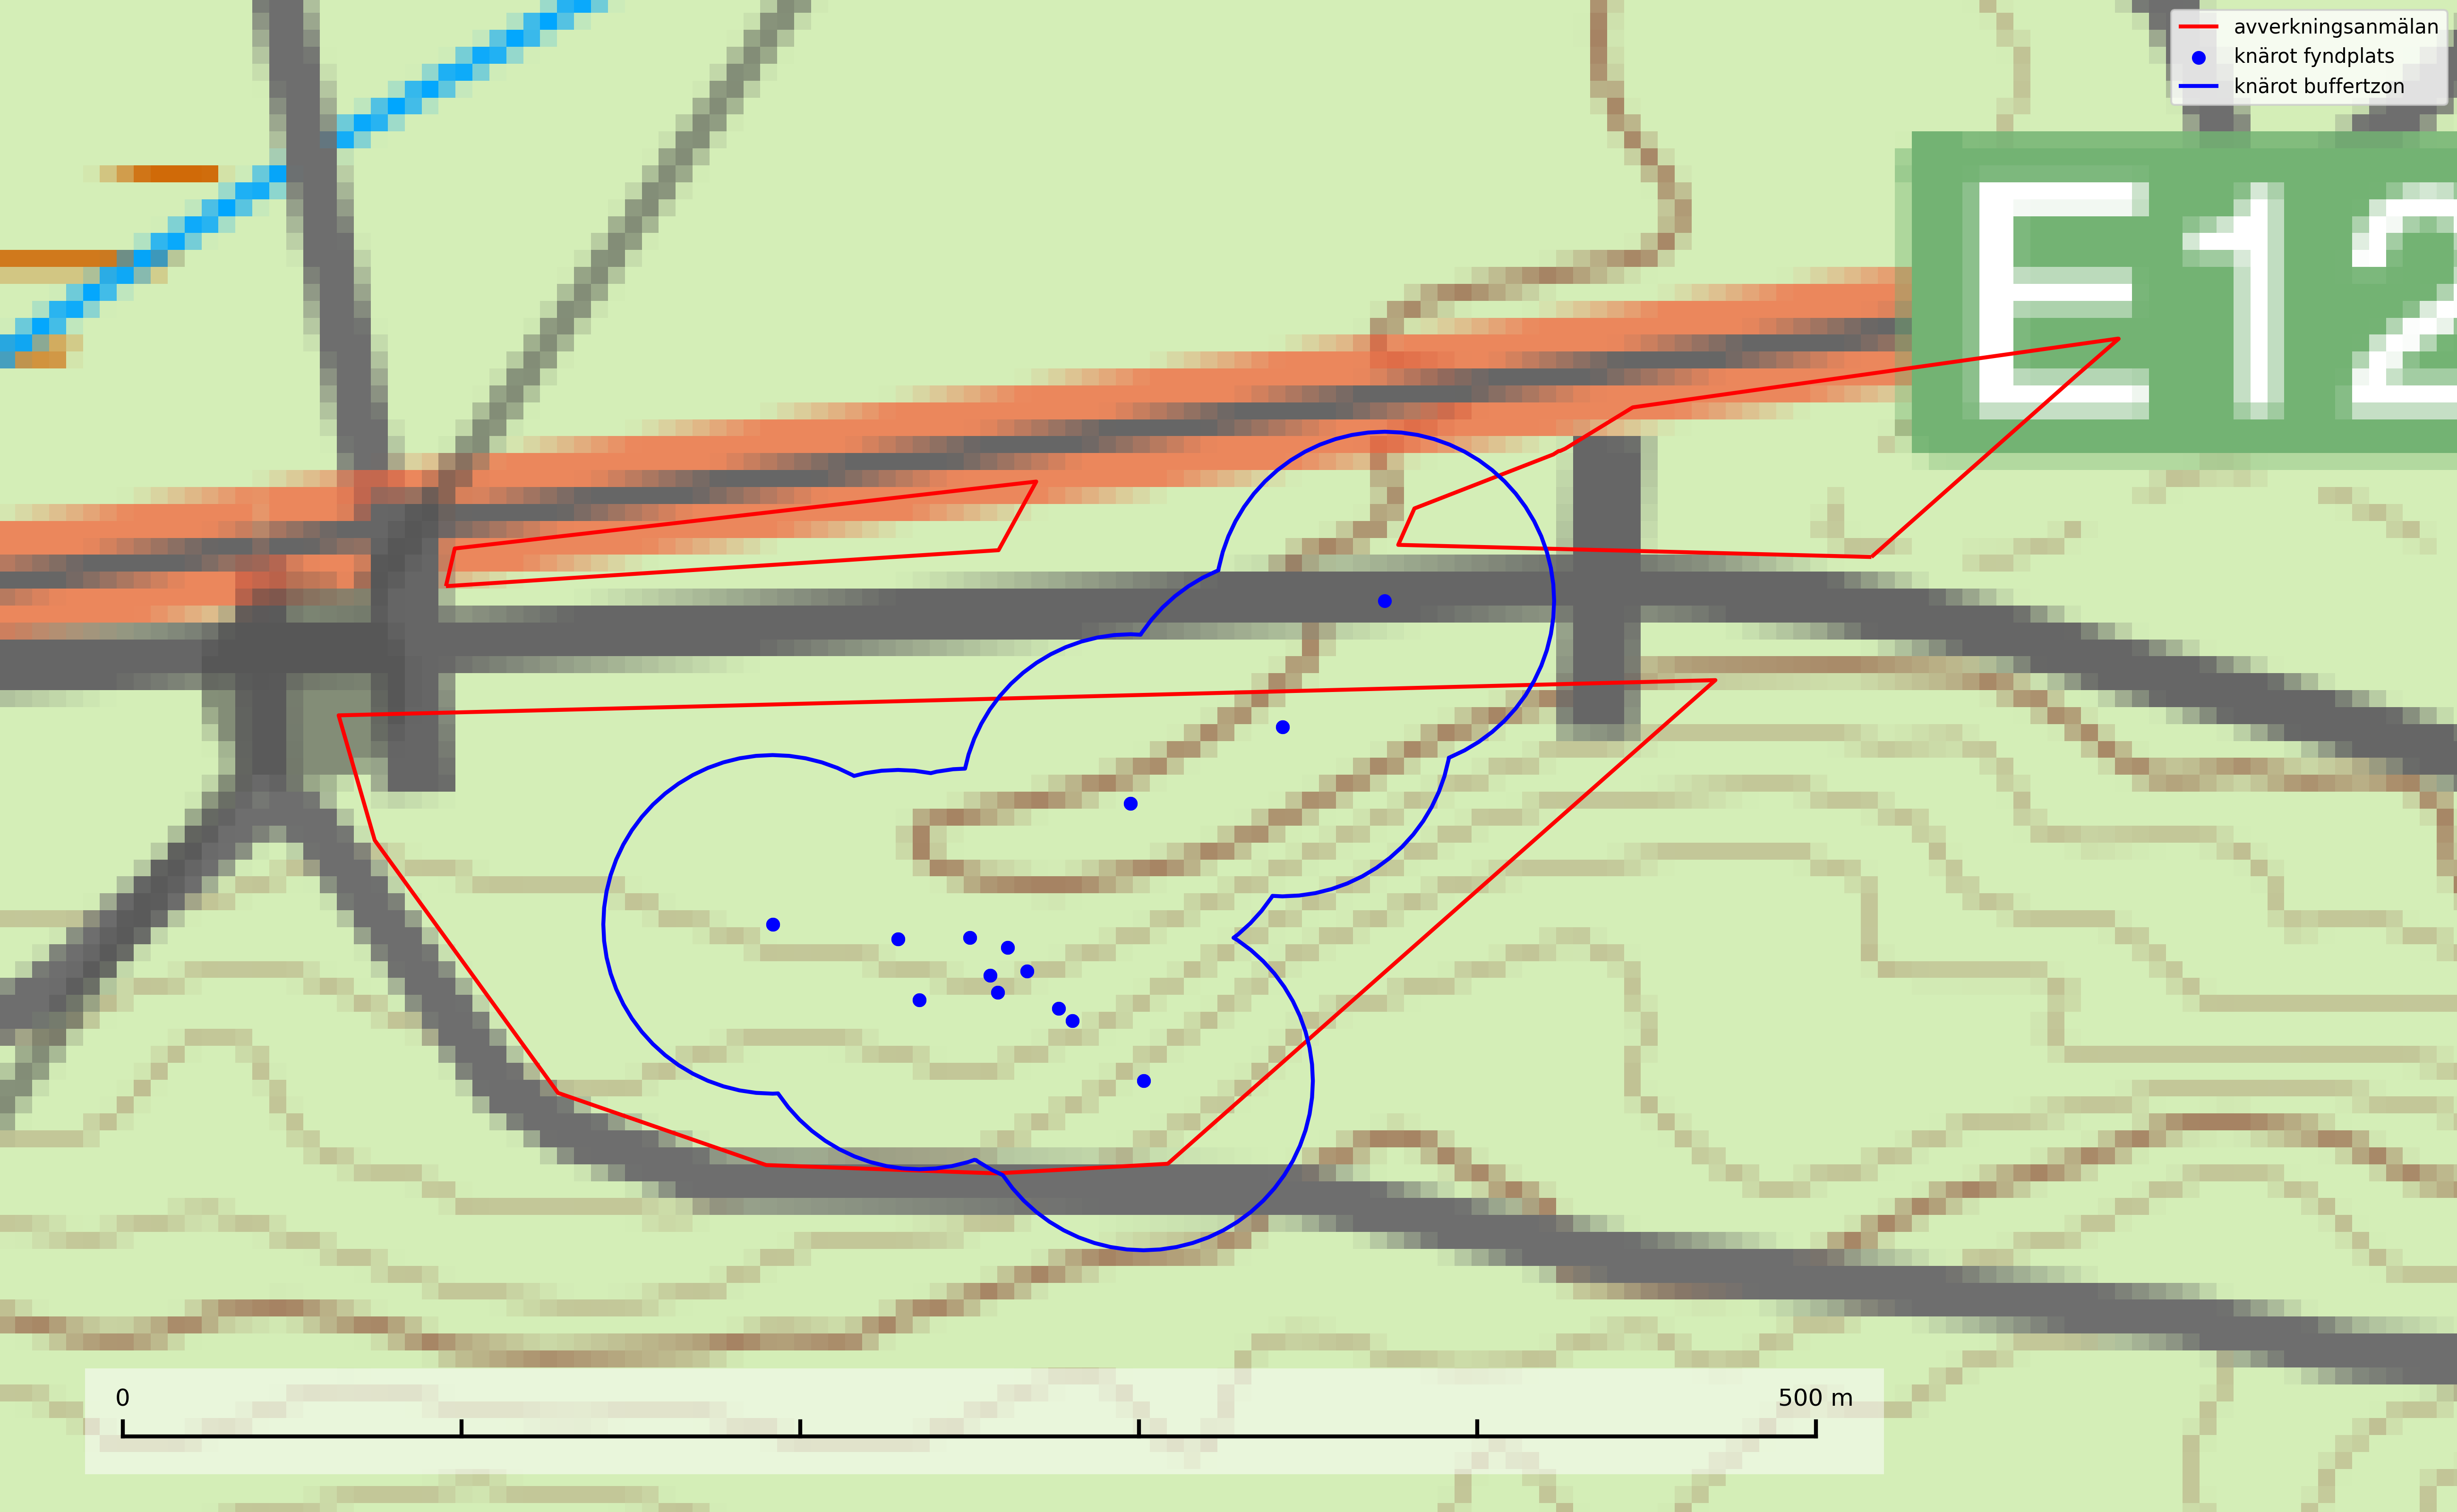 avverkningsanmälan
knärot fyndplats
knärot buffertzon
E12
0 500 m